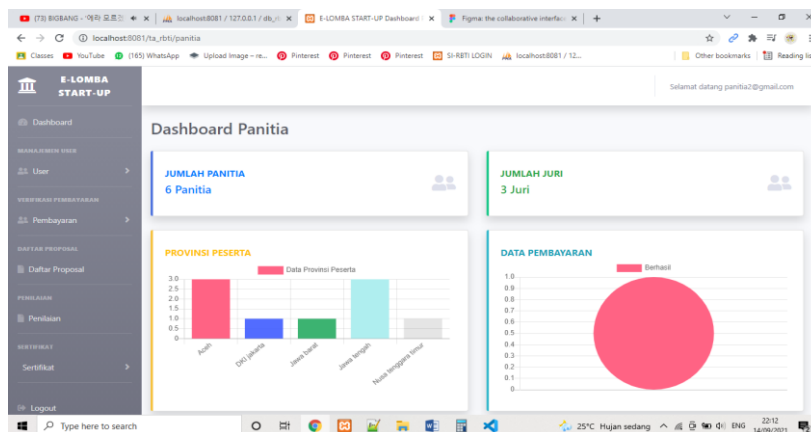 (73) BIGBANG - '에라 모르겠
localhost:8081 / 127.0.0.1 / db_rl
E-LOMBA START-UP Dashboard
Figma: the collaborative interfac
localhost:8081/ta_rbti/panitia
Classes
YouTube
(165) WhatsApp
Upload Image – re...
Pinterest
Pinterest
Pinterest
SI-RBTI LOGIN
localhost:8081 / 12...
Other bookmarks
Reading lis
E-LOMBA
START-UP
Selamat datang panitia2@gmail.com
Dashboard
Dashboard Panitia
MANAJEMEN USER
User
JUMLAH PANITIA
6 Panitia
JUMLAH JURI
3 Juri
VERIFIKASI PEMBAYARAN
Pembayaran
DAFTAR PROPOSAL
Daftar Proposal
PENILAIAN
Penilaian
SERTIFIKAT
Sertifikat
Logout
PROVINSI PESERTA
Data Provinsi Peserta
3.0
2.5
2.0
1.5
1.0
0.5
0
Aceh
DKI jakarta
Jawa barat
Jawa tengah
Nusa tenggara timur
DATA PEMBAYARAN
Berhasil
1.0
0.9
0.8
0.7
0.6
0.5
0.4
0.3
0.2
0.1
0
Type here to search
25°C Hujan sedang
ENG
22/12
14/09/2021